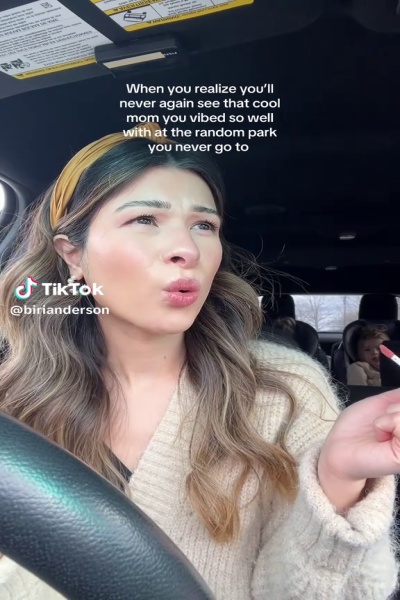 When you realize you'll
never again see that cool
mom you vibed so well
with at the random park
you never go to
TikTok
@birianderson